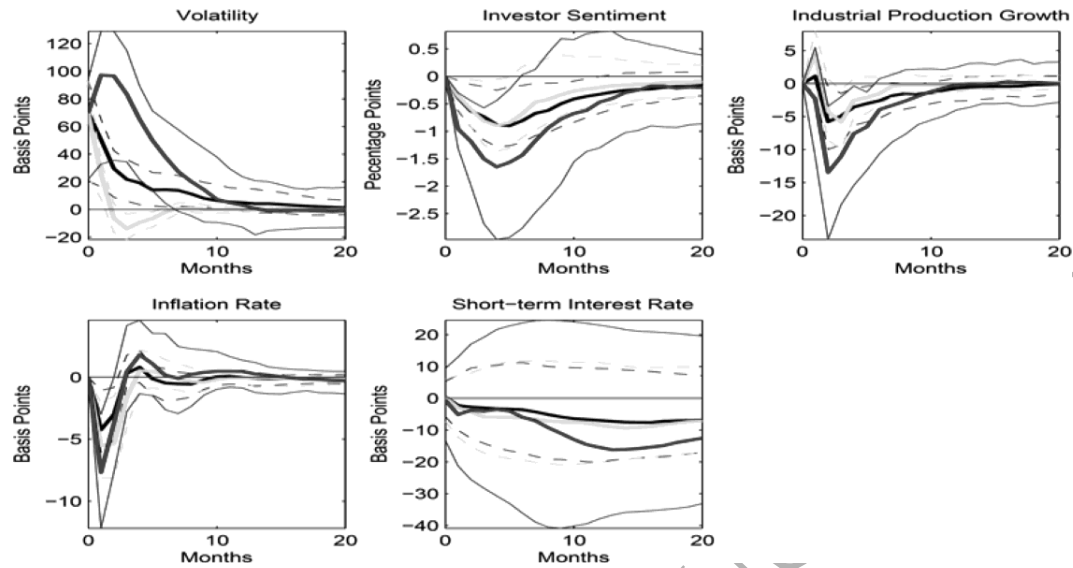 Volatility
Investor Sentiment
Industrial Production Growth
120
100
80
60
40
20
0
−20
Basis Points
0 10 20
Months
0.5
0
−0.5
−1
−1.5
−2
−2.5
Pecentage Points
0 10 20
Months
5
0
−5
−10
−15
−20
Basis Points
0 10 20
Months
Inflation Rate
Short−term Interest Rate
0
−5
−10
Basis Points
0 10 20
Months
20
10
0
−10
−20
−30
−40
Basis Points
0 10 20
Months